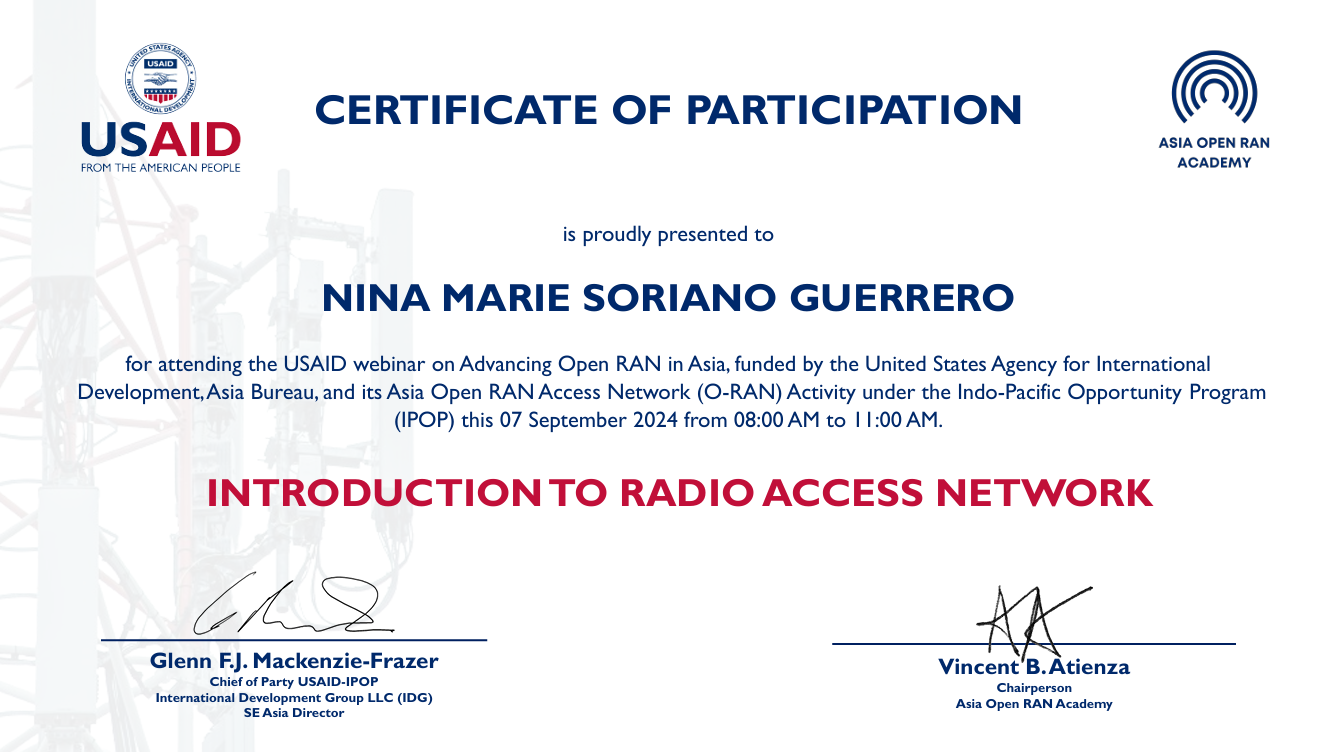 UNITED STATES AGENCY
USAID
INTERNATIONAL DEVELOPMENT
USAID
FROM THE AMERICAN PEOPLE
CERTIFICATE OF PARTICIPATION
ASIA OPEN RAN
ACADEMY
is proudly presented to
NINA MARIE SORIANO GUERRERO
for attending the USAID webinar on Advancing Open RAN in Asia, funded by the United States Agency for International
Development, Asia Bureau, and its Asia Open RAN Access Network (O-RAN) Activity under the Indo-Pacific Opportunity Program
(IPOP) this 07 September 2024 from 08:00 AM to 11:00 AM.
INTRODUCTION TO RADIO ACCESS NETWORK
Glenn F.J. Mackenzie-Frazer
Chief of Party USAID-IPOP
International Development Group LLC (IDG)
SE Asia Director
Vincent B. Atienza
Chairperson
Asia Open RAN Academy